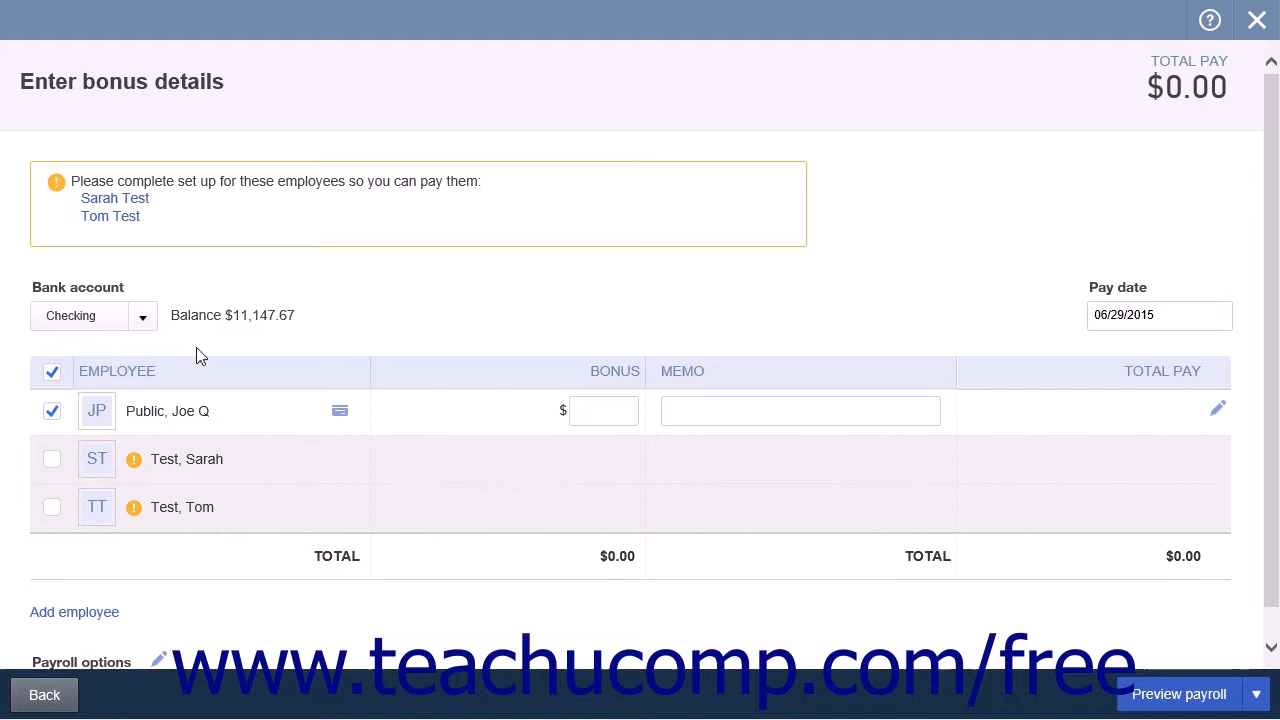 ?
Enter bonus details
TOTAL PAY
$0.00
! Please complete set up for these employees so you can pay them:
Sarah Test
Tom Test
Bank account
Pay date
Checking
Balance $11,147.67
06/29/2015
EMPLOYEE BONUS MEMO TOTAL PAY
JP Public, Joe Q $
ST ! Test, Sarah
TT ! Test, Tom
TOTAL $0.00 TOTAL $0.00
Add employee
Payroll options
www.teachucomp.com/free
Back
Preview payroll